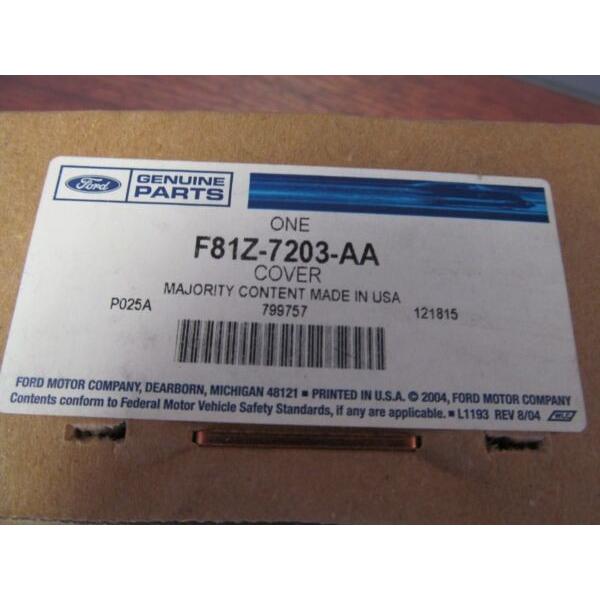 Ford GENUINE PARTS
ONE
F81Z-7203-AA
COVER
MAJORITY CONTENT MADE IN USA
P025A 799757 121815
FORD MOTOR COMPANY, DEARBORN, MICHIGAN 48121 ■ PRINTED IN U.S.A. © 2004, FORD MOTOR COMPANY
Contents conform to Federal Motor Vehicle Safety Standards, if any are applicable. ■ L1193 REV 8/04